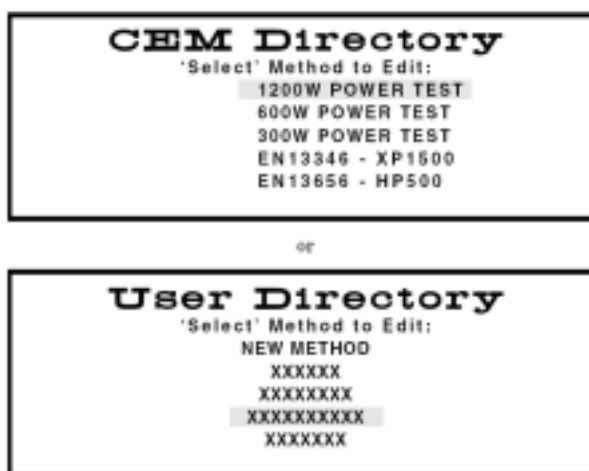 CEM Directory
'Select' Method to Edit:
1200W POWER TEST
600W POWER TEST
300W POWER TEST
EN13346 - XP1500
EN13656 - HP500
or
User Directory
'Select' Method to Edit:
NEW METHOD
XXXXXX
XXXXXXXX
XXXXXXXXXX
XXXXXXX